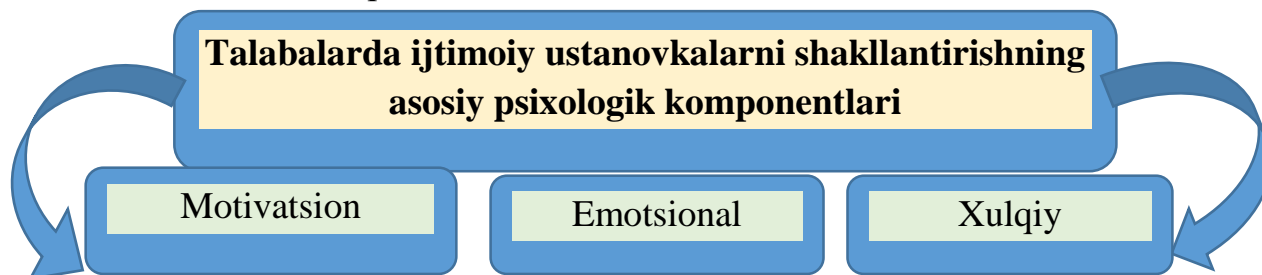 Talabalarda ijtimoiy ustanovkalarni shakllantirishning
asosiy psixologik komponentlari
Motivatsion
Emotsional
Xulqiy